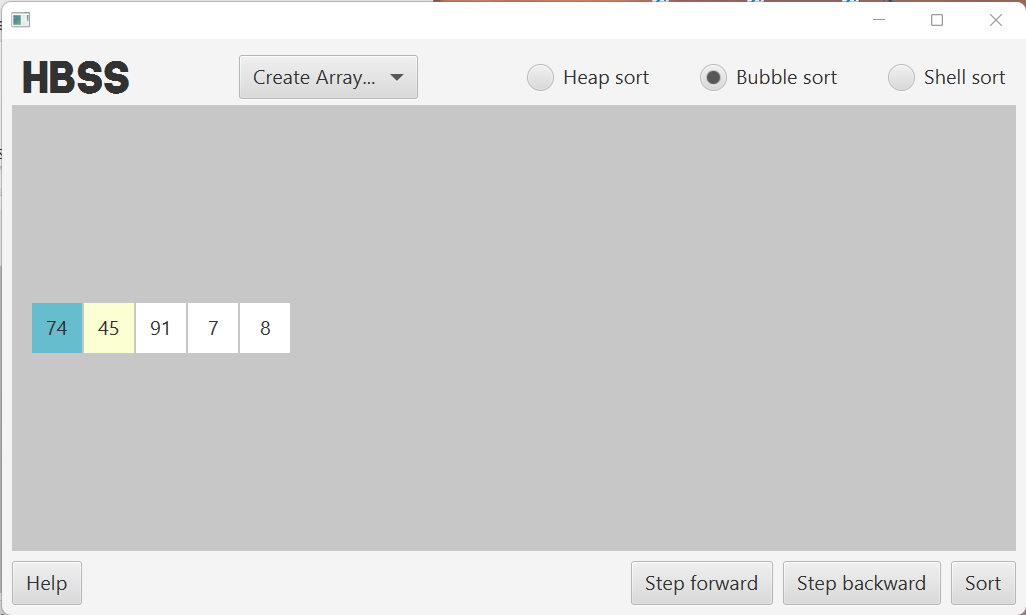 HBSS Create Array... Heap sort Bubble sort Shell sort
74 45 91 7 8
Help Step forward Step backward Sort